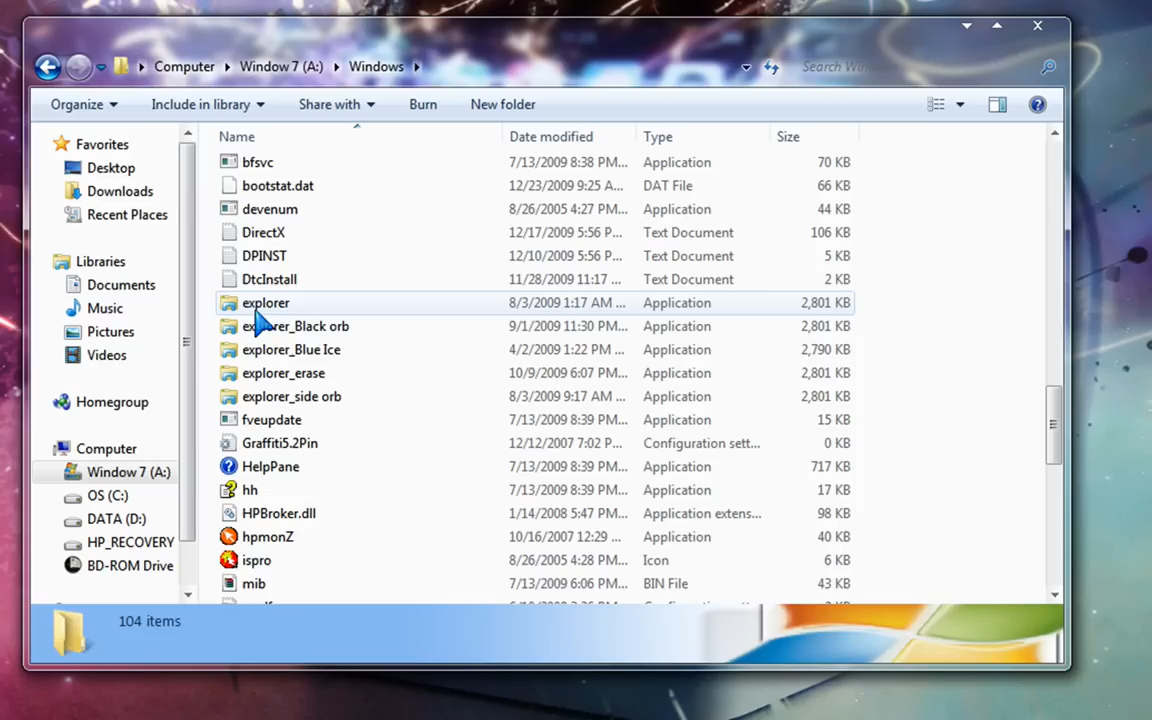 Computer Window 7 (A:) Windows Search Win
Organize Include in library Share with Burn New folder
Favorites
Desktop
Downloads
Recent Places
Libraries
Documents
Music
Pictures
Videos
Homegroup
Computer
Window 7 (A:)
OS (C:)
DATA (D:)
HP_RECOVERY
BD-ROM Drive
Name Date modified Type Size
bfsvc 7/13/2009 8:38 PM... Application 70 KB
bootstat.dat 12/23/2009 9:25 A... DAT File 66 KB
devenum 8/26/2005 4:27 PM... Application 44 KB
DirectX 12/17/2009 5:56 P... Text Document 106 KB
DPINST 12/10/2009 5:56 P... Text Document 5 KB
DtcInstall 11/28/2009 11:17 ... Text Document 2 KB
explorer 8/3/2009 1:17 AM ... Application 2,801 KB
explorer_Black orb 9/1/2009 11:30 PM... Application 2,801 KB
explorer_Blue Ice 4/2/2009 1:22 PM... Application 2,790 KB
explorer_erase 10/9/2009 6:07 PM... Application 2,801 KB
explorer_side orb 8/3/2009 9:17 AM ... Application 2,801 KB
fveupdate 7/13/2009 8:39 PM... Application 15 KB
Graffiti5.2Pin 12/12/2007 7:02 P... Configuration sett... 0 KB
HelpPane 7/13/2009 8:39 PM... Application 717 KB
hh 7/13/2009 8:39 PM... Application 17 KB
HPBroker.dll 1/14/2008 5:47 PM... Application exten... 98 KB
hpmonZ 10/16/2007 12:29 ... Application 40 KB
ispro 8/26/2005 4:28 PM... Icon 6 KB
mib 7/13/2009 6:06 PM... BIN File 43 KB
104 items